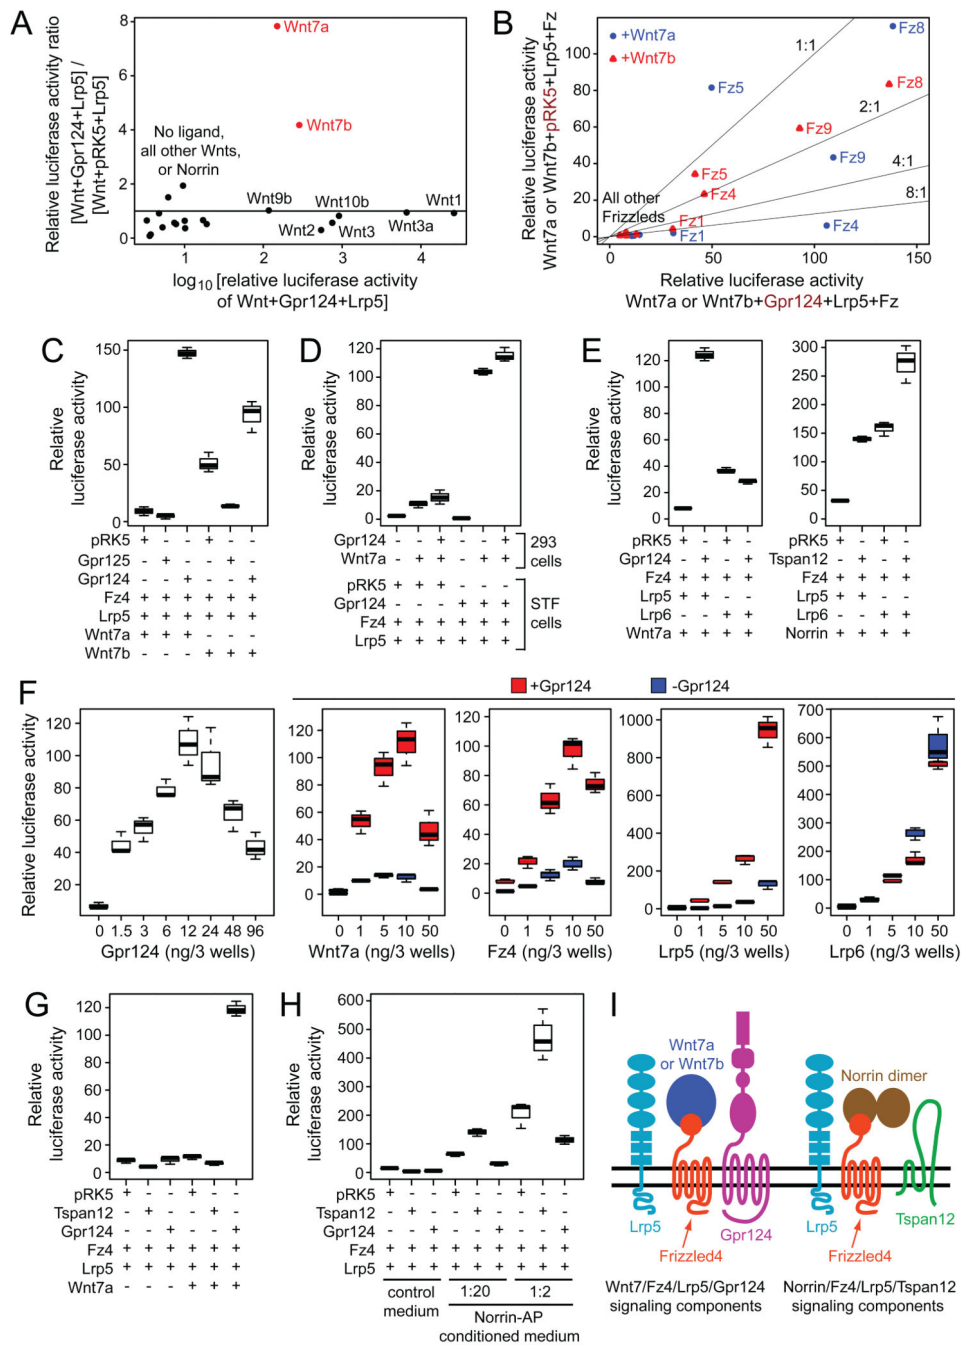 A
Relative luciferase activity ratio
[Wnt+Gpr124+Lrp5] /
[Wnt+pRK5+Lrp5]
8
6
4
2
0
Wnt7a
Wnt7b
No ligand,
all other Wnts,
or Norrin
Wnt9b
Wnt10b
Wnt1
Wnt2
Wnt3
Wnt3a
0 1 2 3 4
log10 [relative luciferase activity
of Wnt+Gpr124+Lrp5]
B
Relative luciferase activity
Wnt7a or Wnt7b+pRK5+Lrp5+Fz
100
80
60
40
20
0
+Wnt7a
+Wnt7b
1:1
2:1
4:1
8:1
Fz8
Fz5
Fz8
Fz9
Fz9
Fz5
Fz4
All other
Frizzleds
Fz1
Fz1
Fz4
0 50 100 150
Relative luciferase activity
Wnt7a or Wnt7b+Gpr124+Lrp5+Fz
C
Relative
luciferase activity
150
100
50
0
pRK5 + - - + - -
Gpr125 - + - - + -
Gpr124 - - + - - +
Fz4 + + + + + +
Lrp5 + + + + + +
Wnt7a + + + - - -
Wnt7b - - - + + +
D
Relative
luciferase activity
120
100
80
60
40
20
0
Gpr124 - - + - - +
Wnt7a - + + - + +
293
cells
pRK5 + + + - - -
Gpr124 - - - + + +
Fz4 + + + + + +
Lrp5 + + + + + +
STF
cells
E
Relative
luciferase activity
120
100
80
60
40
20
0
pRK5 + - + -
Gpr124 - + - +
Fz4 + + + +
Lrp5 + + - -
Lrp6 - - + +
Wnt7a + + + +
300
250
200
150
100
50
0
pRK5 + - + -
Tspan12 - + - +
Fz4 + + + +
Lrp5 + + - -
Lrp6 - - + +
Norrin + + + +
F
+Gpr124
-Gpr124
Relative luciferase activity
120
100
80
60
40
20
0 1.5 3 6 12 24 48 96
Gpr124 (ng/3 wells)
120
100
80
60
40
20
0
0 1 5 10 50
Wnt7a (ng/3 wells)
120
100
80
60
40
20
0
0 1 5 10 50
Fz4 (ng/3 wells)
1000
800
600
400
200
0
0 1 5 10 50
Lrp5 (ng/3 wells)
700
600
500
400
300
200
100
0
0 1 5 10 50
Lrp6 (ng/3 wells)
G
Relative
luciferase activity
120
100
80
60
40
20
0
pRK5 + - - + - -
Tspan12 - + - - + -
Gpr124 - - + - - +
Fz4 + + + + + +
Lrp5 + + + + + +
Wnt7a - - - + + +
H
Relative
luciferase activity
600
500
400
300
200
100
0
pRK5 + - - + - - + - -
Tspan12 - + - - + - - + -
Gpr124 - - + - - + - - +
Fz4 + + + + + + + + +
Lrp5 + + + + + + + + +
control
medium
1:20
1:2
Norrin-AP
conditioned medium
I
Wnt7a
or Wnt7b
Lrp5
Gpr124
Frizzled4
Wnt7/Fz4/Lrp5/Gpr124
signaling components
Norrin dimer
Lrp5
Tspan12
Frizzled4
Norrin/Fz4/Lrp5/Tspan12
signaling components